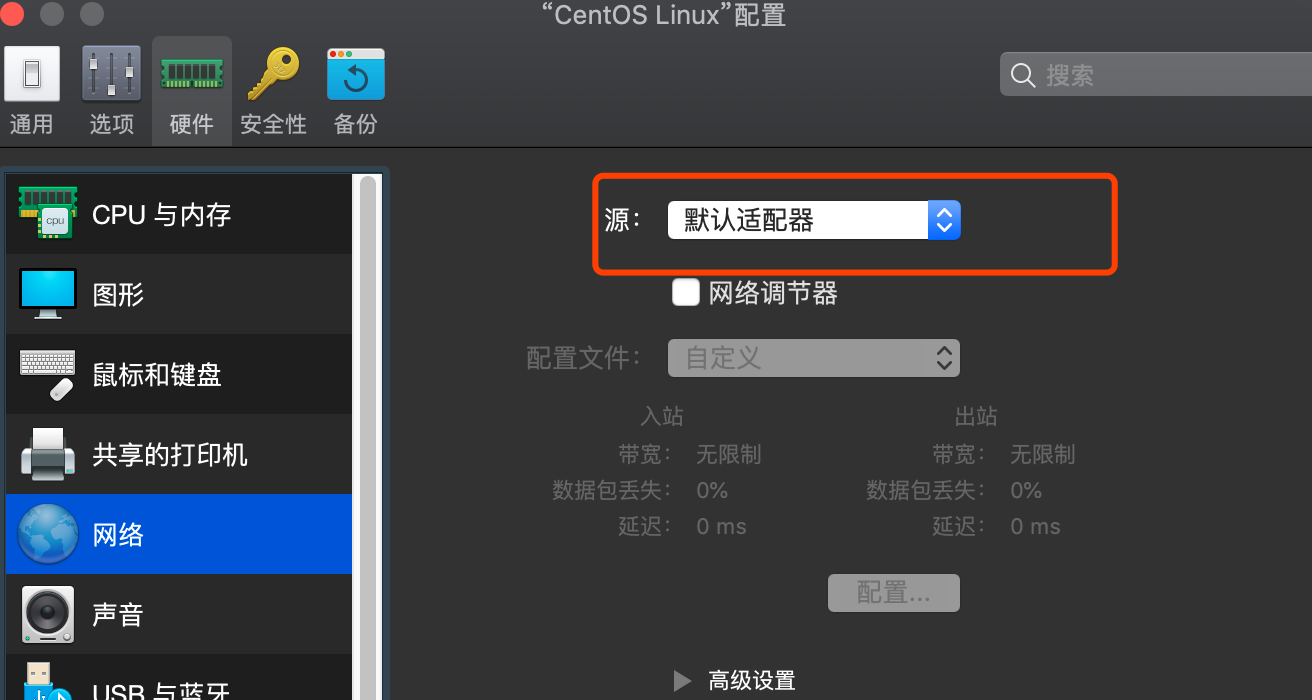 “CentOS Linux”配置
通用 选项 硬件 安全性 备份
搜索
CPU 与内存
cpu
图形
鼠标和键盘
共享的打印机
网络
声音
USB 与蓝牙
源： 默认适配器
网络调节器
配置文件： 自定义
入站 出站
带宽： 无限制 带宽： 无限制
数据包丢失： 0% 数据包丢失： 0%
延迟： 0 ms 延迟： 0 ms
配置...
高级设置